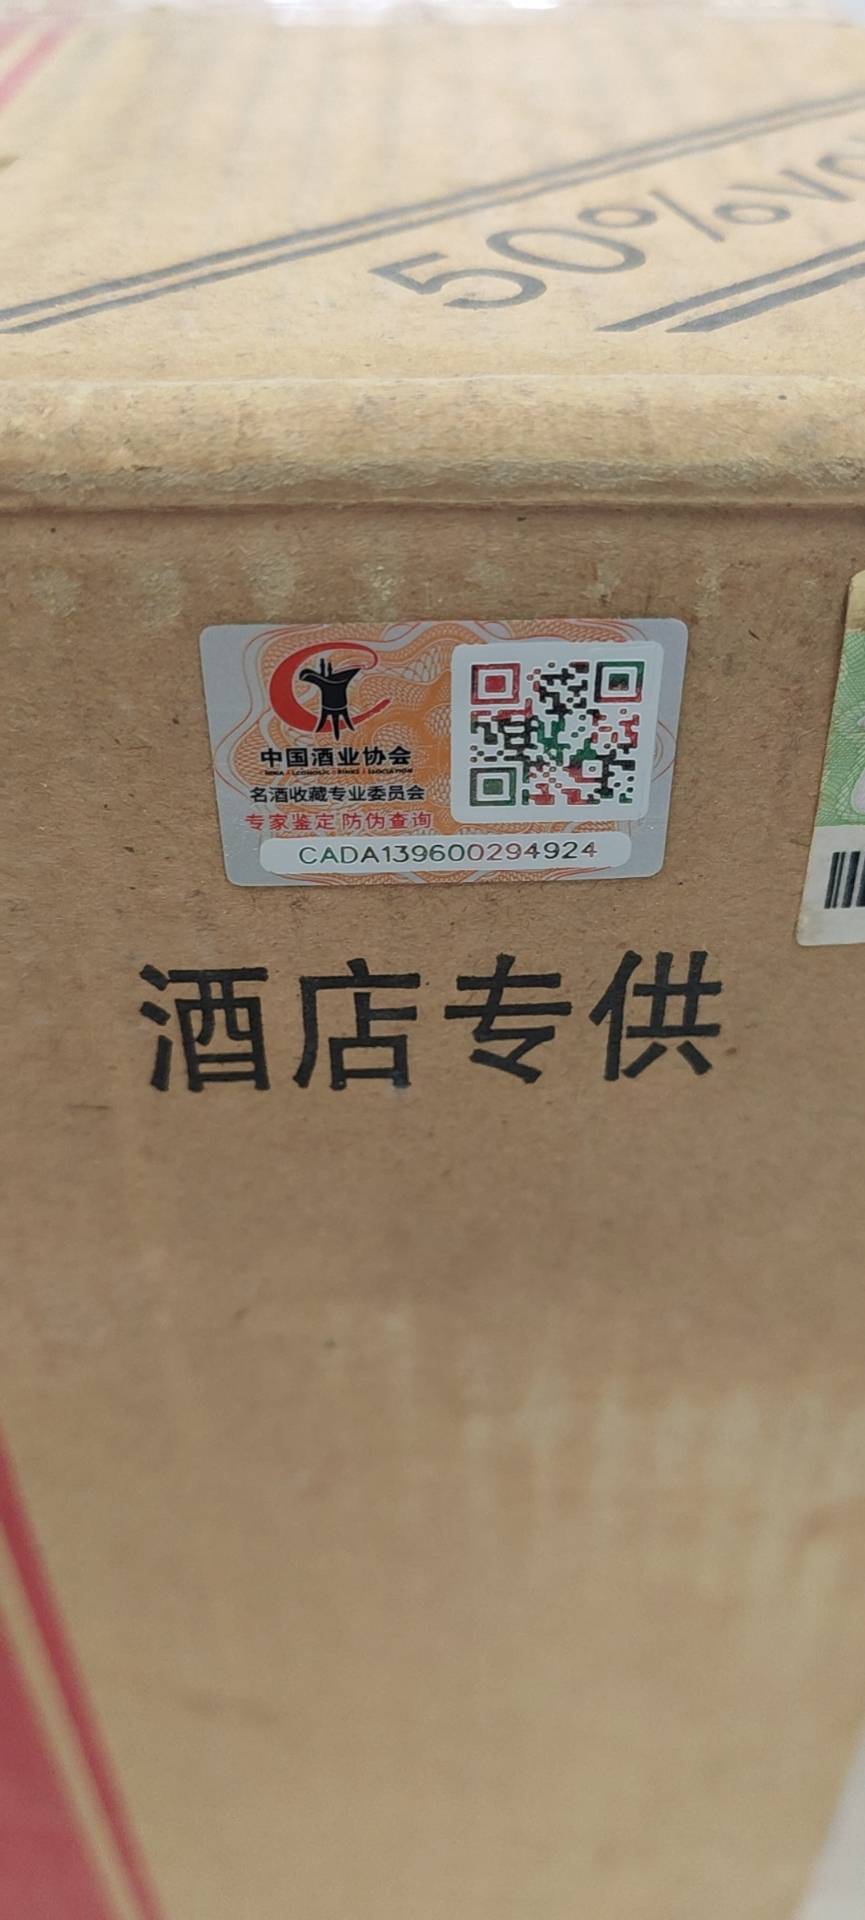 50%vo
中国酒业协会
名酒收藏专业委员会
专家鉴定 防伪查询
CADA139600294924
酒店专供